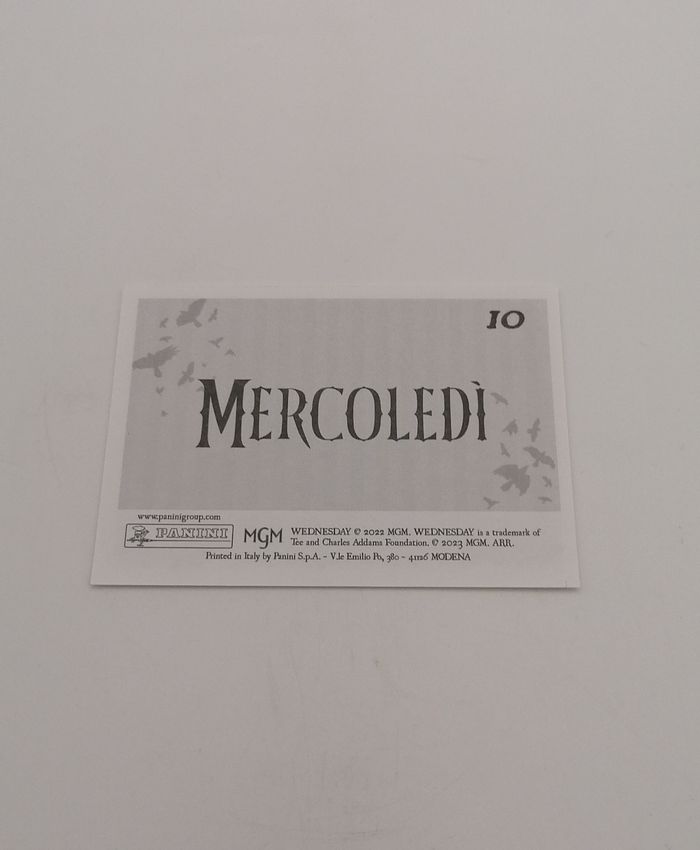 10
MERCOLEDÌ
www.paninigroup.com
PANINI
MGM
WEDNESDAY © 2022 MGM. WEDNESDAY is a trademark of
Tee and Charles Addams Foundation. © 2023 MGM. ARR.
Printed in Italy by Panini S.p.A. - V.le Emilio Po, 380 - 41126 MODENA